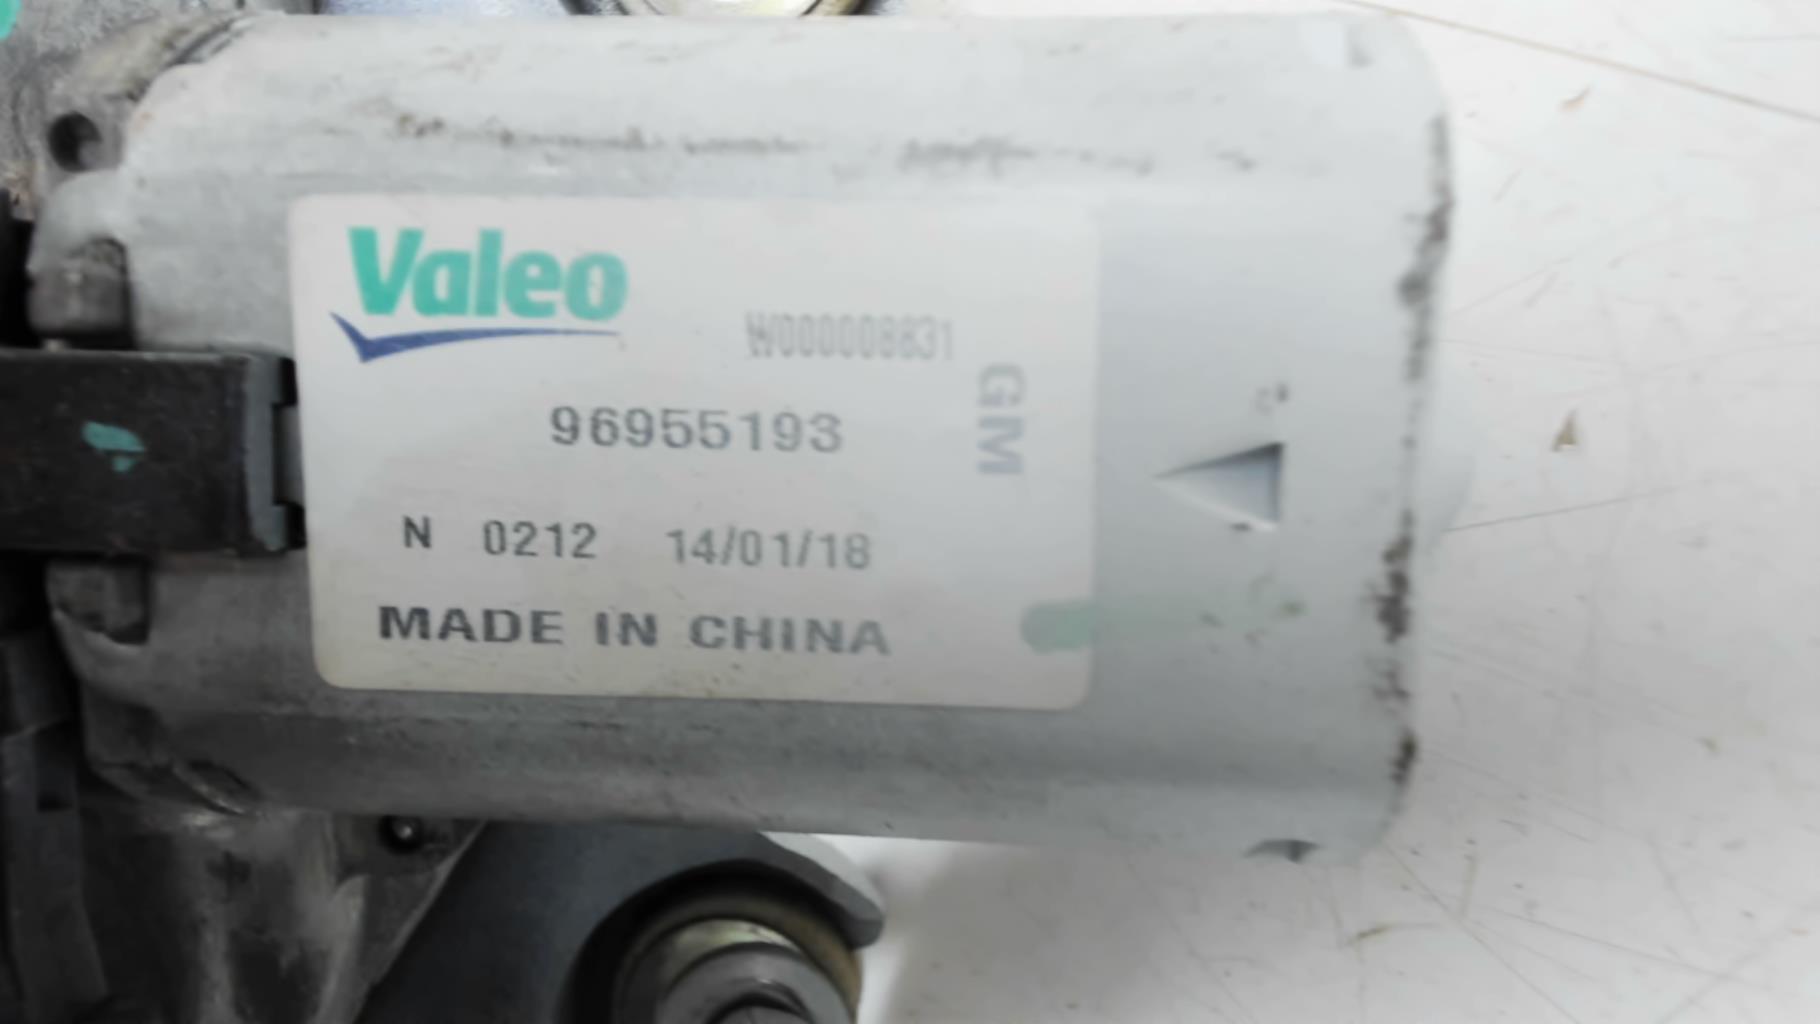 Valeo
W000008831
GM
96955193
N 0212 14/01/18
MADE IN CHINA